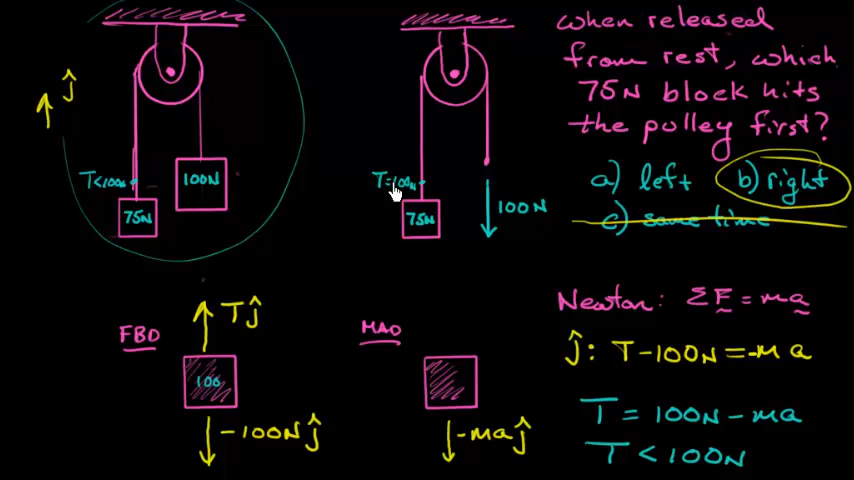 when released
from rest, which
75N block hits
the pulley first?
a) left b) right
c) same time
ĵ
T<100N
100N
75N
T=100N
75N
100N
FBD
Tĵ
100
-100Nĵ
MAD
-maĵ
Newton: ΣF=ma
ĵ: T-100N=-ma
T=100N-ma
T<100N